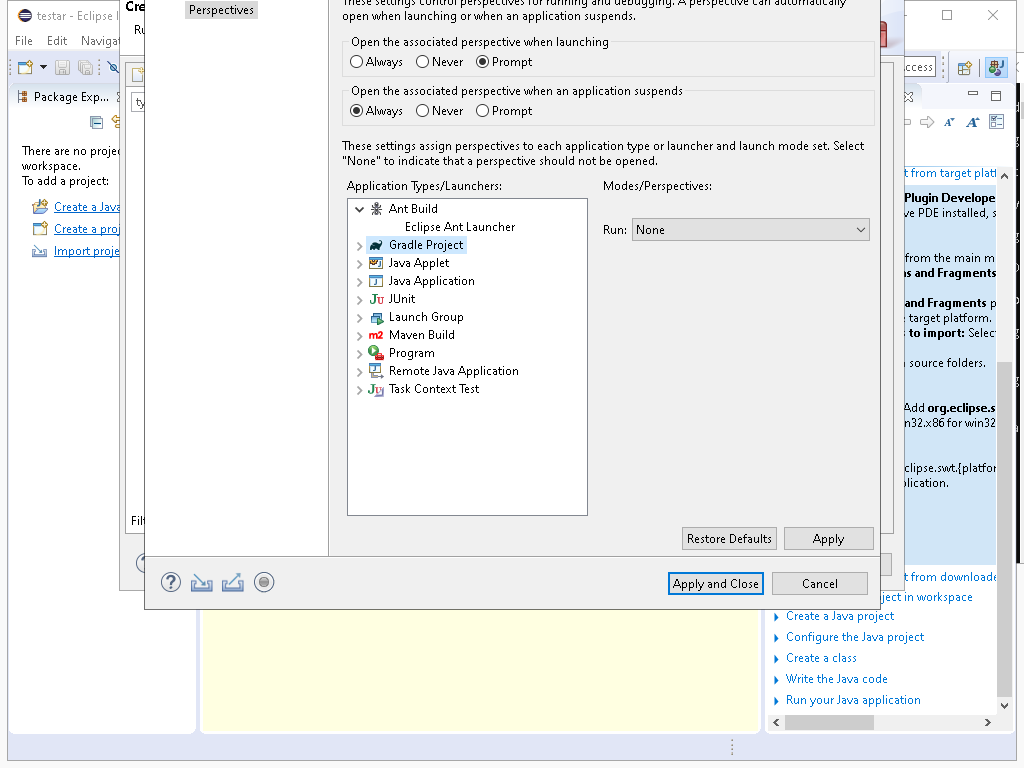 testar - Eclipse I
Cre
File Edit Navigat
Ru
ccess
Package Exp...
There are no proje
workspace.
To add a project:
Create a Java
Create a proj
Import proje
ty
Filt
Perspectives
These settings control perspectives for running and debugging. A perspective can automatically
open when launching or when an application suspends.
Open the associated perspective when launching
Always Never Prompt
Open the associated perspective when an application suspends
Always Never Prompt
These settings assign perspectives to each application type or launcher and launch mode set. Select
"None" to indicate that a perspective should not be opened.
Application Types/Launchers:
Modes/Perspectives:
Ant Build
Eclipse Ant Launcher
Gradle Project
Java Applet
Java Application
JUnit
Launch Group
Maven Build
Program
Remote Java Application
Task Context Test
Run: None
Restore Defaults Apply
Apply and Close Cancel
t from target platf
Plugin Develope
ve PDE installed, s
from the main m
ns and Fragments
and Fragments p
e target platform.
to import: Selec
source folders.
Add org.eclipse.s
n32.x86 for win32
clipse.swt.{platfor
plication.
t from downloade
ject in workspace
Create a Java project
Configure the Java project
Create a class
Write the Java code
Run your Java application